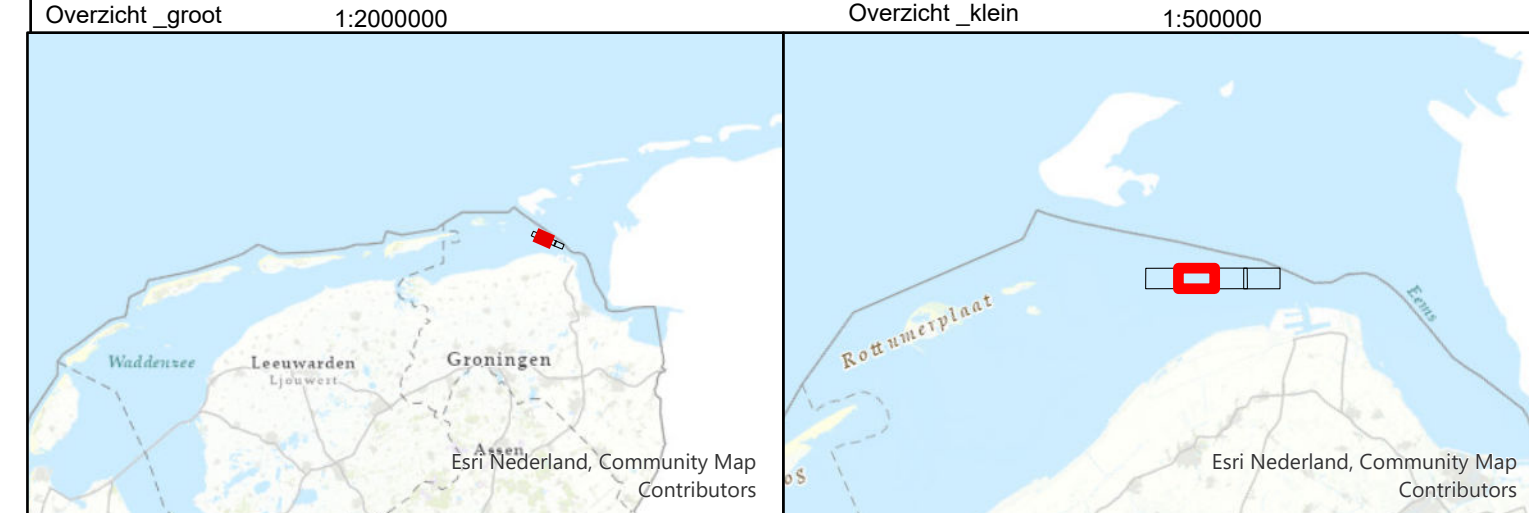 Overzicht _groot
1:2000000
Overzicht _klein
1:500000
Waddenzee
Leeuwarden
Ljouwert
Groningen
Assen
Esri Nederland, Community Map
Contributors
Rottumerplaat
Eems
os
Esri Nederland, Community Map
Contributors